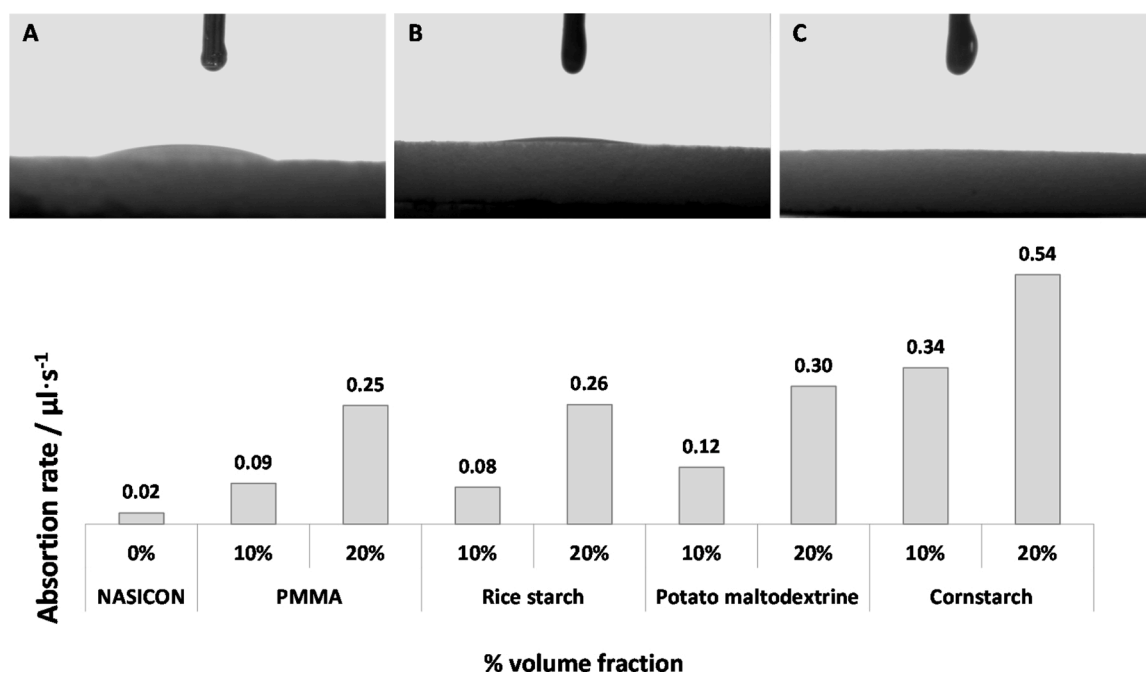 A B C
0.54
0.34
0.30
0.25 0.26
0.12
0.09 0.08
0.02
Absortion rate / µl·s⁻¹
0% 10% 20% 10% 20% 10% 20% 10% 20%
NASICON PMMA Rice starch Potato maltodextrine Cornstarch
% volume fraction